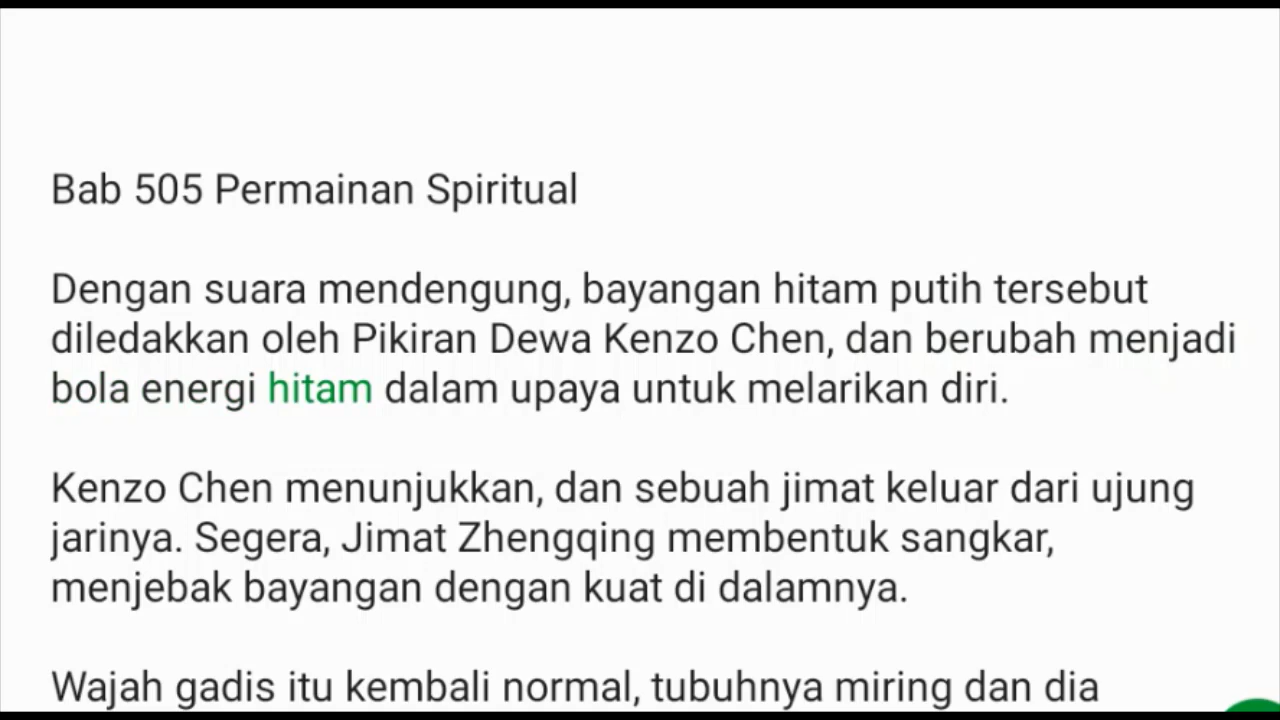 Bab 505 Permainan Spiritual
Dengan suara mendengung, bayangan hitam putih tersebut
diledakkan oleh Pikiran Dewa Kenzo Chen, dan berubah menjadi
bola energi hitam dalam upaya untuk melarikan diri.
Kenzo Chen menunjukkan, dan sebuah jimat keluar dari ujung
jarinya. Segera, Jimat Zhengqing membentuk sangkar,
menjebak bayangan dengan kuat di dalamnya.
Wajah gadis itu kembali normal, tubuhnya miring dan dia